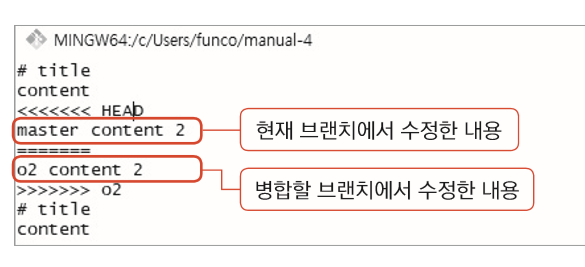 MINGW64:/c/Users/funco/manual-4
# title
content
<<<<<<< HEAD
master content 2
현재 브랜치에서 수정한 내용
=======
o2 content 2
병합할 브랜치에서 수정한 내용
>>>>>>> o2
# title
content